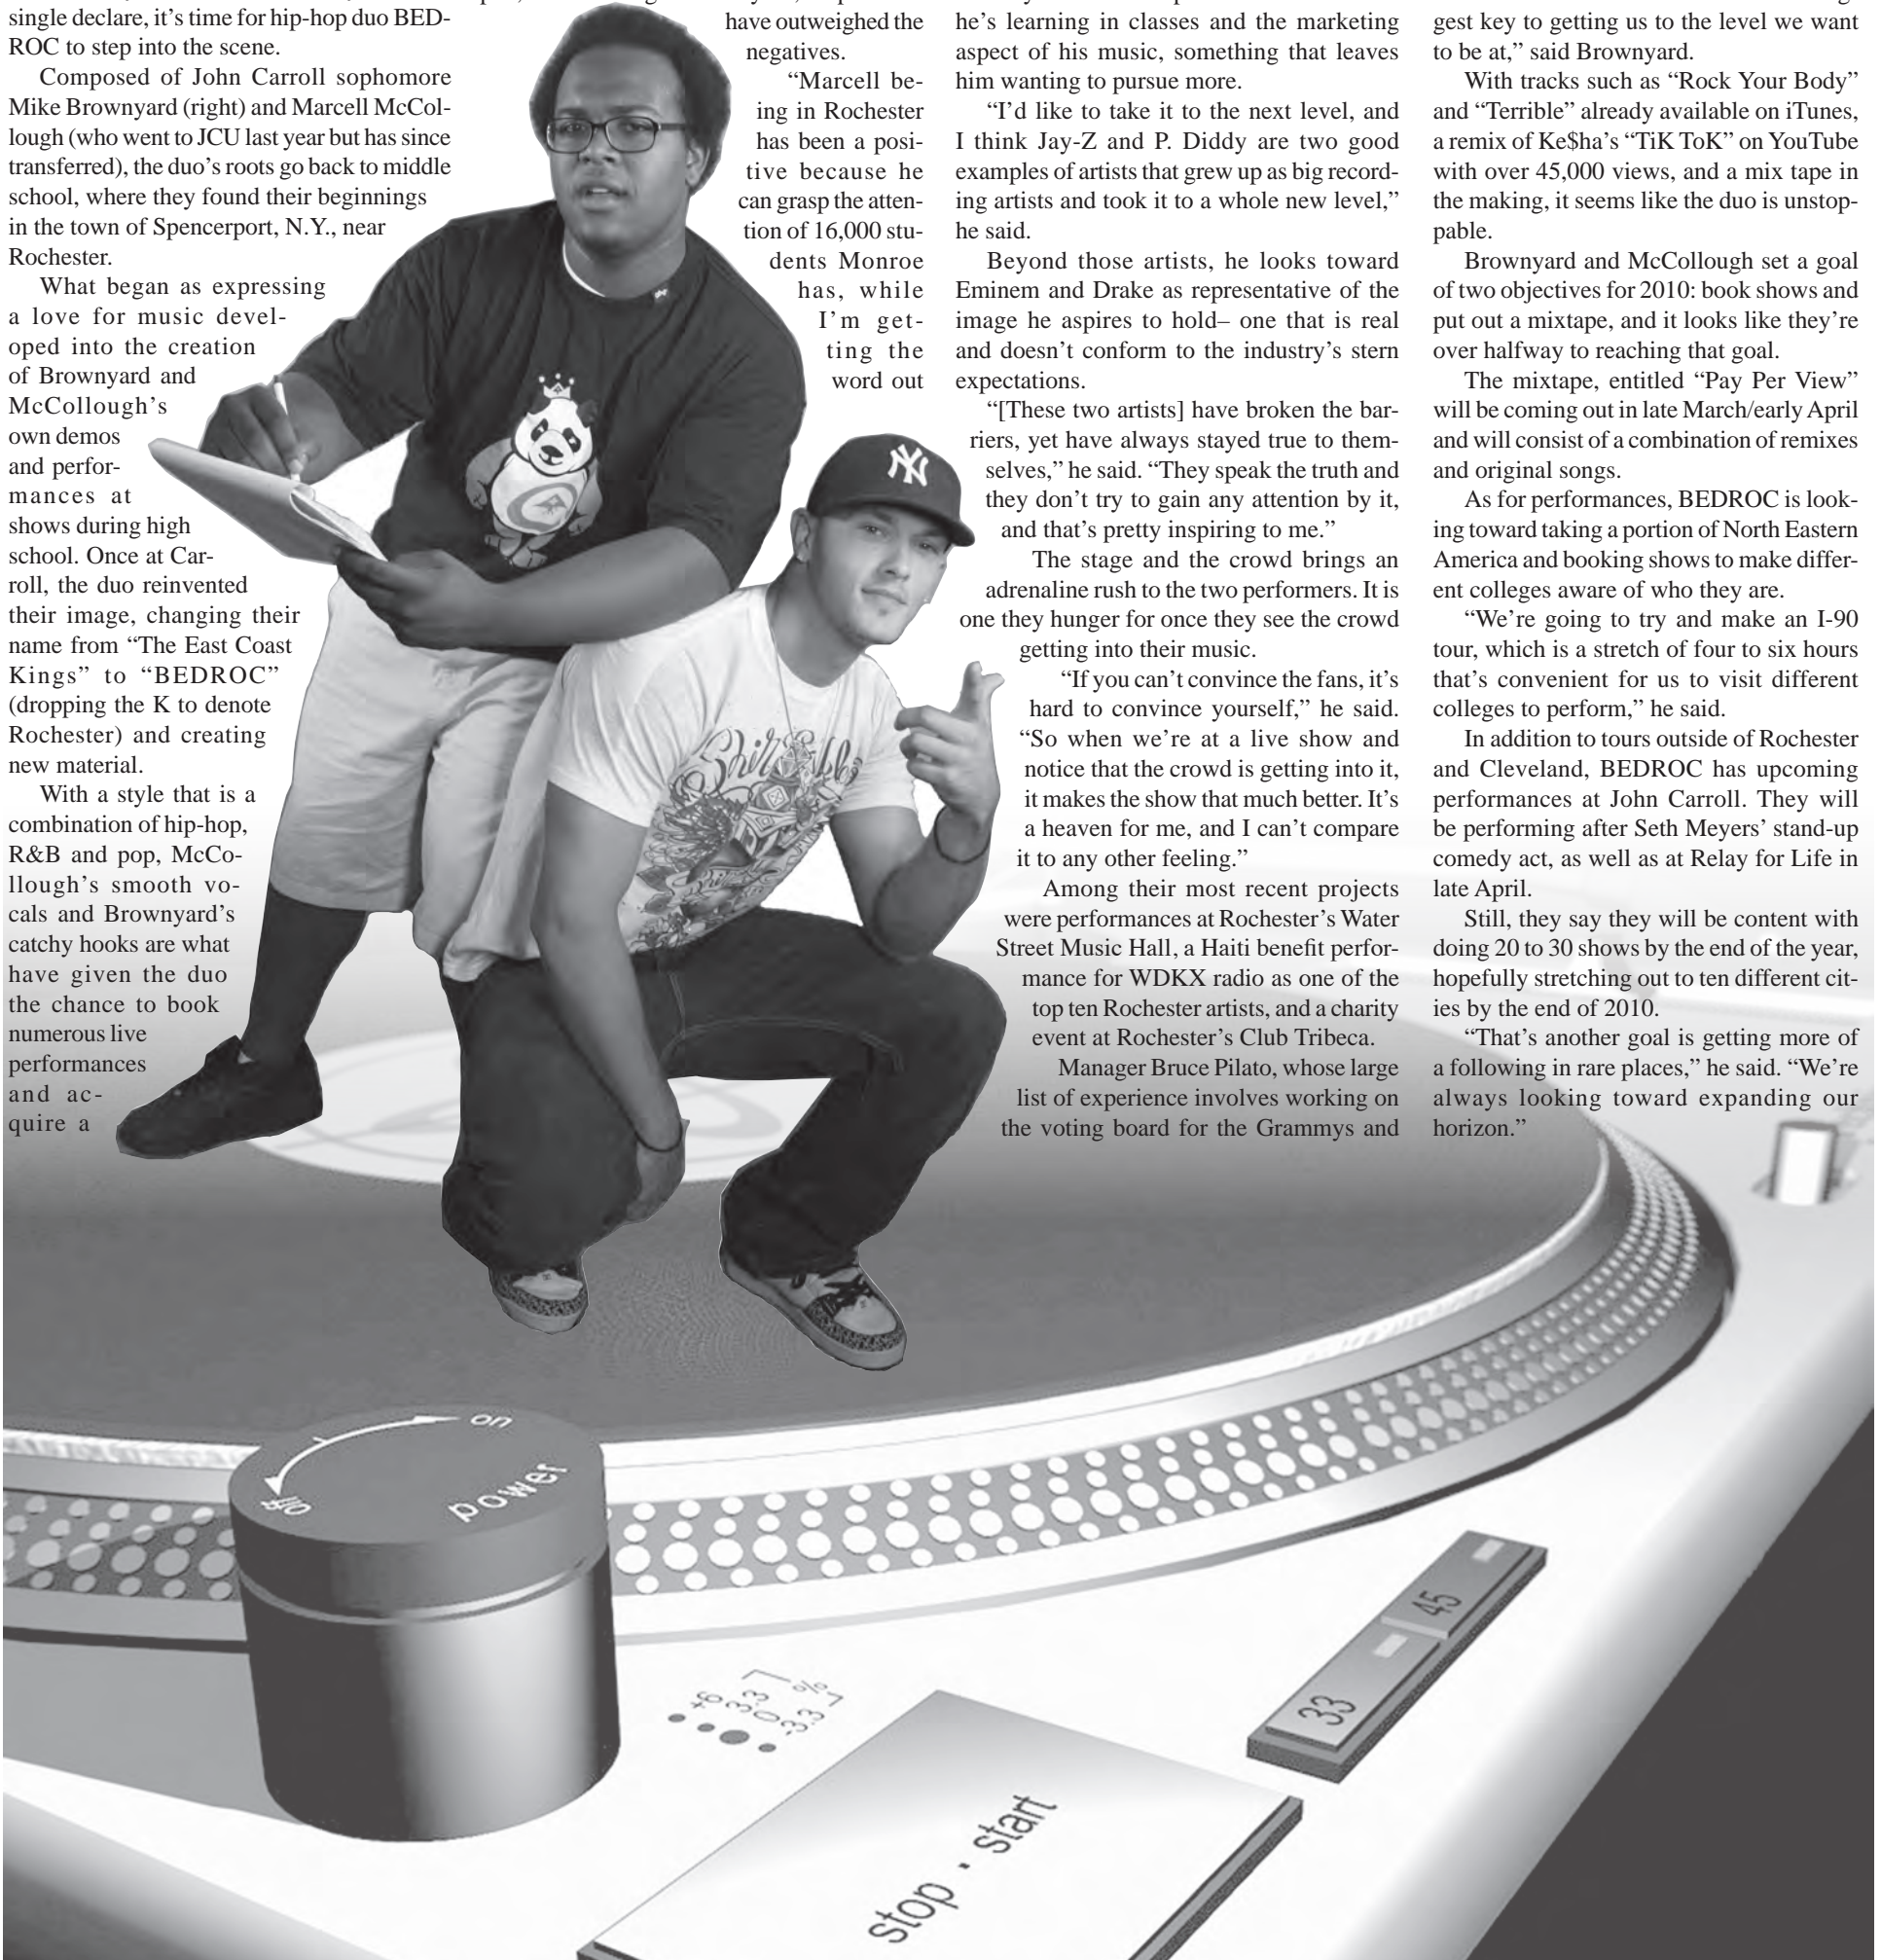 single declare, it’s time for hip-hop duo BED-
ROC to step into the scene.
Composed of John Carroll sophomore
Mike Brownyard (right) and Marcell McCol-
lough (who went to JCU last year but has since
transferred), the duo’s roots go back to middle
school, where they found their beginnings
in the town of Spencerport, N.Y., near
Rochester.
What began as expressing
a love for music devel-
oped into the creation
of Brownyard and
McCollough’s
own demos
and perfor-
mances at
shows during high
school. Once at Car-
roll, the duo reinvented
their image, changing their
name from “The East Coast
Kings” to “BEDROC”
(dropping the K to denote
Rochester) and creating
new material.
With a style that is a
combination of hip-hop,
R&B and pop, McCo-
llough’s smooth vo-
cals and Brownyard’s
catchy hooks are what
have given the duo
the chance to book
numerous live
performances
and ac-
quire a
have outweighed the
negatives.
“Marcell be-
ing in Rochester
has been a posi-
tive because he
can grasp the atten-
tion of 16,000 stu-
dents Monroe
has, while
I’m get-
ting the
word out
he’s learning in classes and the marketing
aspect of his music, something that leaves
him wanting to pursue more.
“I’d like to take it to the next level, and
I think Jay-Z and P. Diddy are two good
examples of artists that grew up as big record-
ing artists and took it to a whole new level,”
he said.
Beyond those artists, he looks toward
Eminem and Drake as representative of the
image he aspires to hold– one that is real
and doesn’t conform to the industry’s stern
expectations.
“[These two artists] have broken the bar-
riers, yet have always stayed true to them-
selves,” he said. “They speak the truth and
they don’t try to gain any attention by it,
and that’s pretty inspiring to me.”
The stage and the crowd brings an
adrenaline rush to the two performers. It is
one they hunger for once they see the crowd
getting into their music.
“If you can’t convince the fans, it’s
hard to convince yourself,” he said.
“So when we’re at a live show and
notice that the crowd is getting into it,
it makes the show that much better. It’s
a heaven for me, and I can’t compare
it to any other feeling.”
Among their most recent projects
were performances at Rochester’s Water
Street Music Hall, a Haiti benefit perfor-
mance for WDKX radio as one of the
top ten Rochester artists, and a charity
event at Rochester’s Club Tribeca.
Manager Bruce Pilato, whose large
list of experience involves working on
the voting board for the Grammys and
gest key to getting us to the level we want
to be at,” said Brownyard.
With tracks such as “Rock Your Body”
and “Terrible” already available on iTunes,
a remix of Ke$ha’s “TiK ToK” on YouTube
with over 45,000 views, and a mix tape in
the making, it seems like the duo is unstop-
pable.
Brownyard and McCollough set a goal
of two objectives for 2010: book shows and
put out a mixtape, and it looks like they’re
over halfway to reaching that goal.
The mixtape, entitled “Pay Per View”
will be coming out in late March/early April
and will consist of a combination of remixes
and original songs.
As for performances, BEDROC is look-
ing toward taking a portion of North Eastern
America and booking shows to make differ-
ent colleges aware of who they are.
“We’re going to try and make an I-90
tour, which is a stretch of four to six hours
that’s convenient for us to visit different
colleges to perform,” he said.
In addition to tours outside of Rochester
and Cleveland, BEDROC has upcoming
performances at John Carroll. They will
be performing after Seth Meyers’ stand-up
comedy act, as well as at Relay for Life in
late April.
Still, they say they will be content with
doing 20 to 30 shows by the end of the year,
hopefully stretching out to ten different cit-
ies by the end of 2010.
“That’s another goal is getting more of
a following in rare places,” he said. “We’re
always looking toward expanding our
horizon.”
NY
on
off
power
+6
3.3
0
-3.3
%
45
33
stop · start